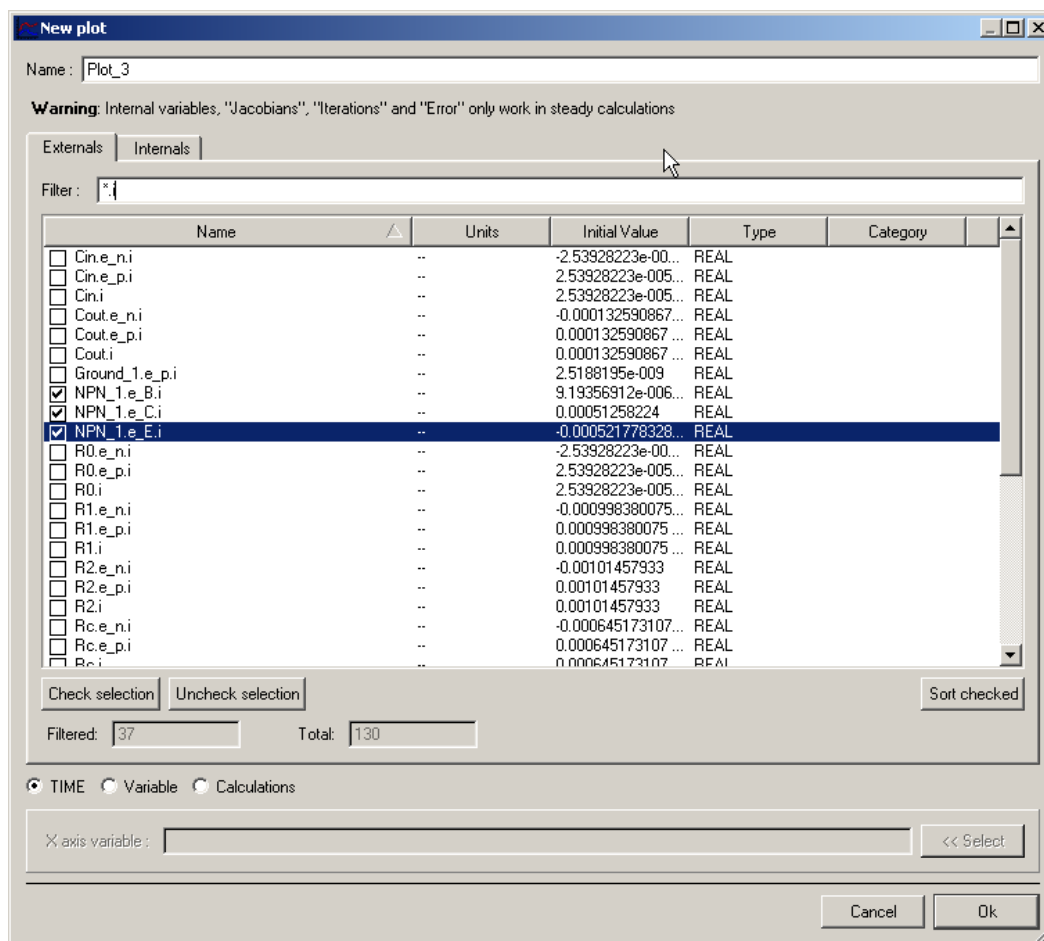 New plot
Name : Plot_3
Warning: Internal variables, "Jacobians", "Iterations" and "Error" only work in steady calculations
Externals Internals
Filter : *.i
Name Units Initial Value Type Category
Cin.e_n.i -- -2.53928223e-00... REAL
Cin.e_p.i -- 2.53928223e-005... REAL
Cin.i -- 2.53928223e-005... REAL
Cout.e_n.i -- -0.000132590867... REAL
Cout.e_p.i -- 0.000132590867 ... REAL
Cout.i -- 0.000132590867 ... REAL
Ground_1.e_p.i -- 2.5188195e-009 REAL
NPN_1.e_B.i -- 9.19356912e-006... REAL
NPN_1.e_C.i -- 0.00051258224 REAL
NPN_1.e_E.i -- -0.000521778328... REAL
R0.e_n.i -- -2.53928223e-00... REAL
R0.e_p.i -- 2.53928223e-005... REAL
R0.i -- 2.53928223e-005... REAL
R1.e_n.i -- -0.000998380075... REAL
R1.e_p.i -- 0.000998380075 ... REAL
R1.i -- 0.000998380075 ... REAL
R2.e_n.i -- -0.00101457933 REAL
R2.e_p.i -- 0.00101457933 REAL
R2.i -- 0.00101457933 REAL
Rc.e_n.i -- -0.000645173107... REAL
Rc.e_p.i -- 0.000645173107 ... REAL
Rc.i -- 0.000645173107 ... REAL
Check selection Uncheck selection Sort checked
Filtered: 37 Total: 130
TIME Variable Calculations
X axis variable : << Select
Cancel Ok